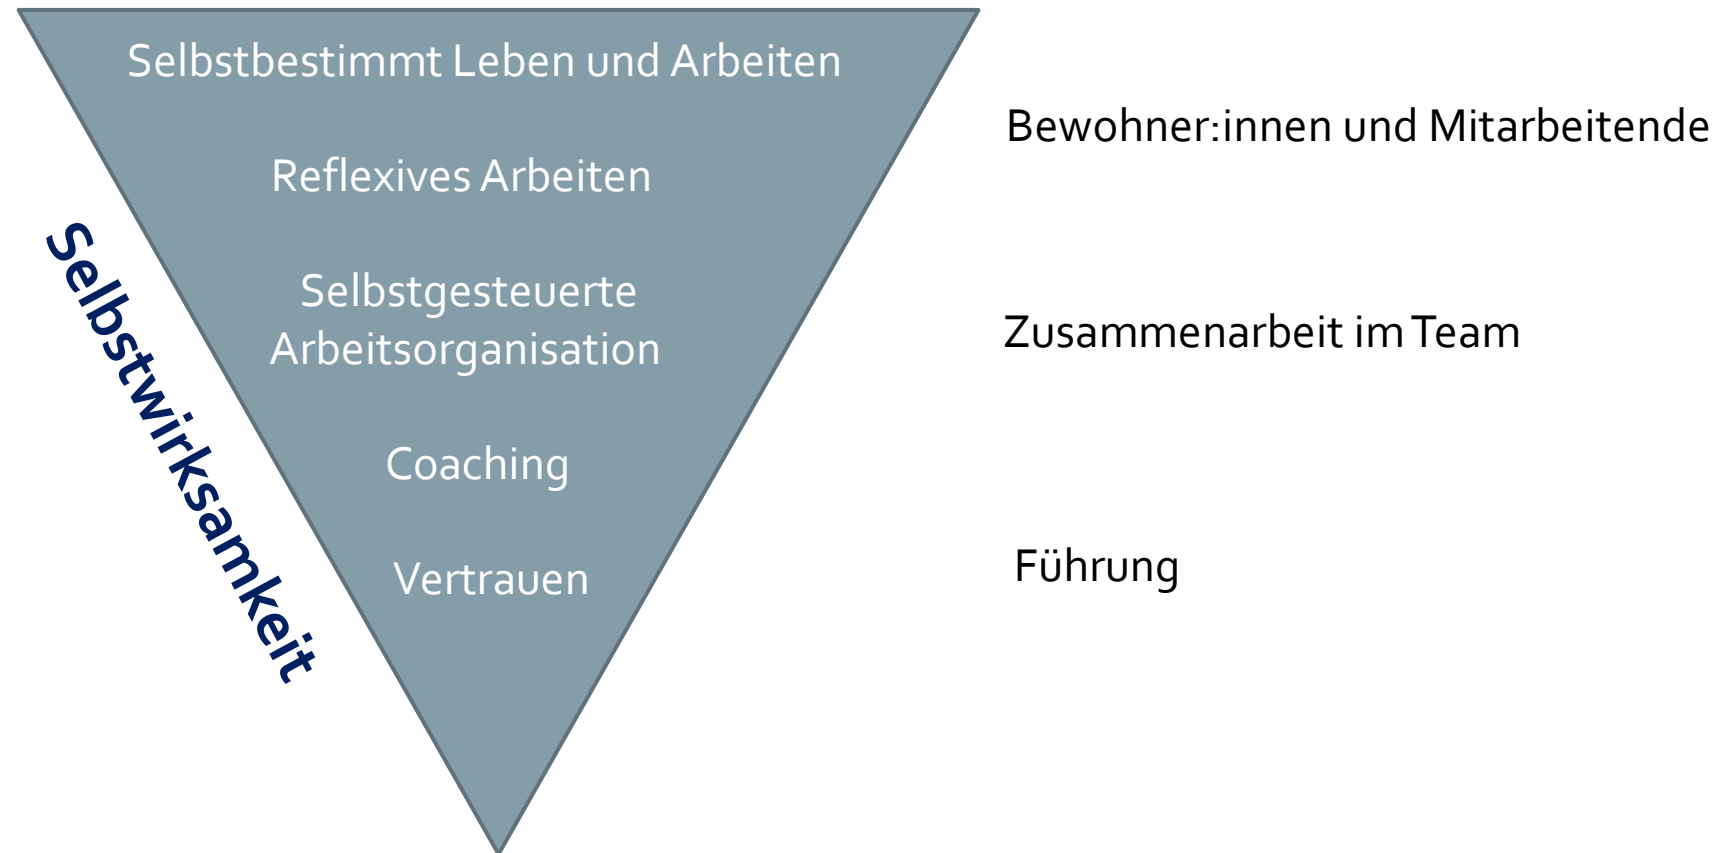 Selbstbestimmt Leben und Arbeiten
Bewohner:innen und Mitarbeitende
Reflexives Arbeiten
Selbstwirksamkeit
Selbstgesteuerte
Arbeitsorganisation
Zusammenarbeit im Team
Coaching
Vertrauen
Führung